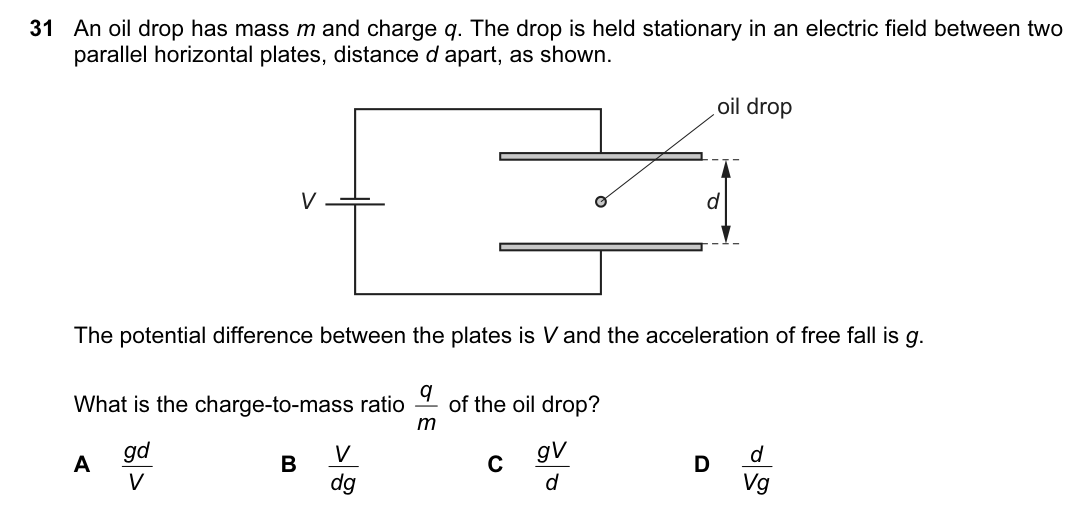 31 An oil drop has mass m and charge q. The drop is held stationary in an electric field between two
parallel horizontal plates, distance d apart, as shown.
oil drop
V
d
The potential difference between the plates is V and the acceleration of free fall is g.
What is the charge-to-mass ratio q/m of the oil drop?
A gd/V B V/dg C gV/d D d/Vg